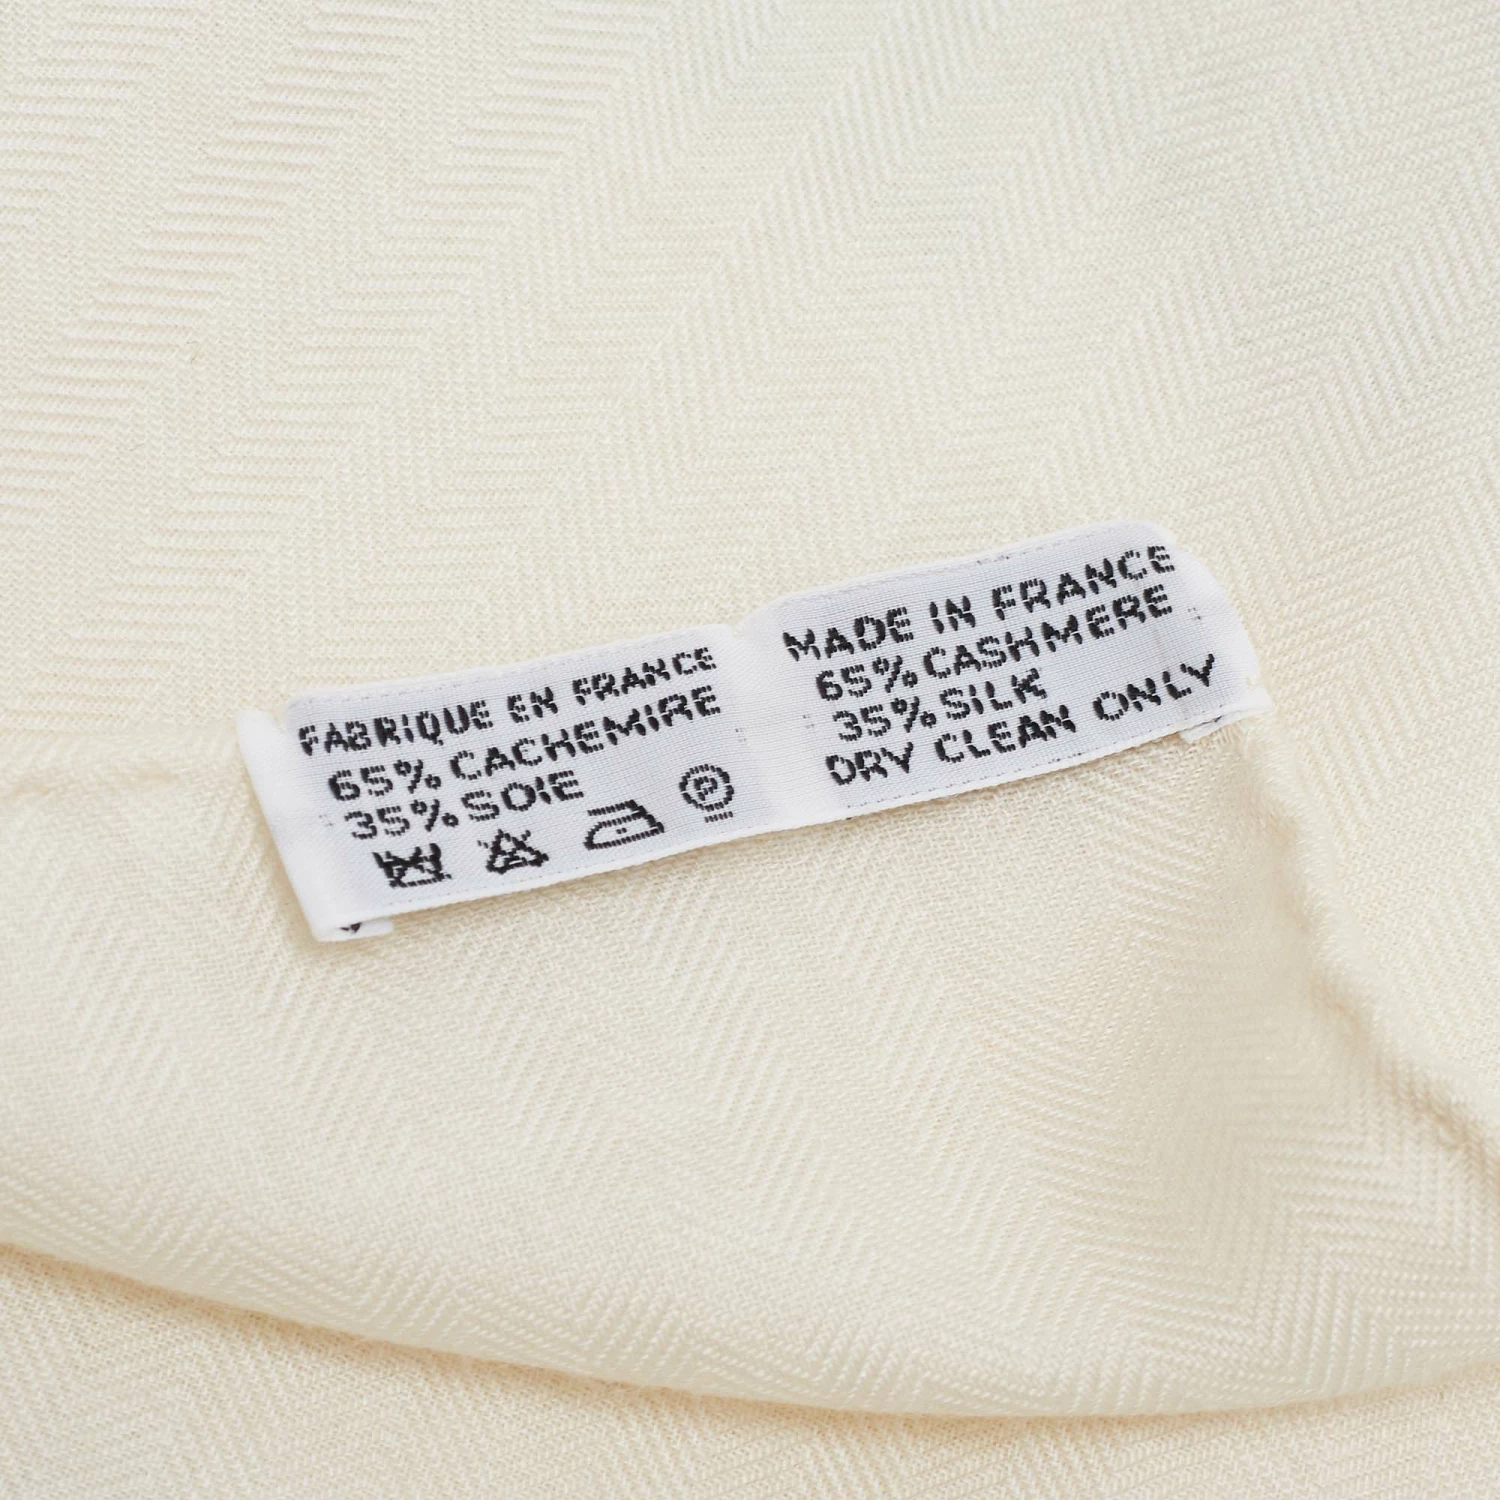 FABRIQUE EN FRANCE
65% CACHEMIRE
35% SOIE
P
MADE IN FRANCE
65% CASHMERE
35% SILK
DRY CLEAN ONLY